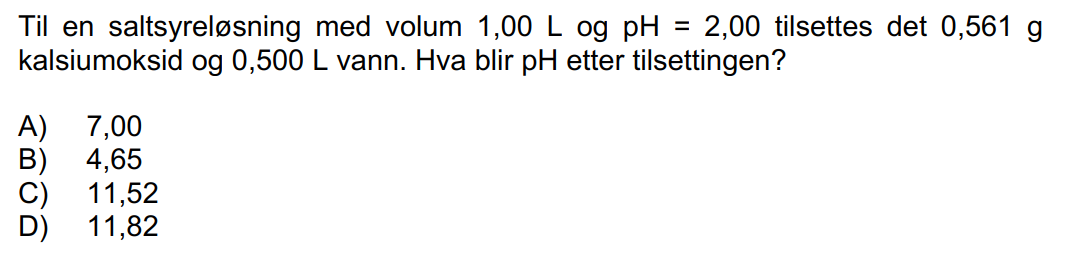 Til en saltsyreløsning med volum 1,00 L og pH = 2,00 tilsettes det 0,561 g
kalsiumoksid og 0,500 L vann. Hva blir pH etter tilsettingen?
A) 7,00
B) 4,65
C) 11,52
D) 11,82